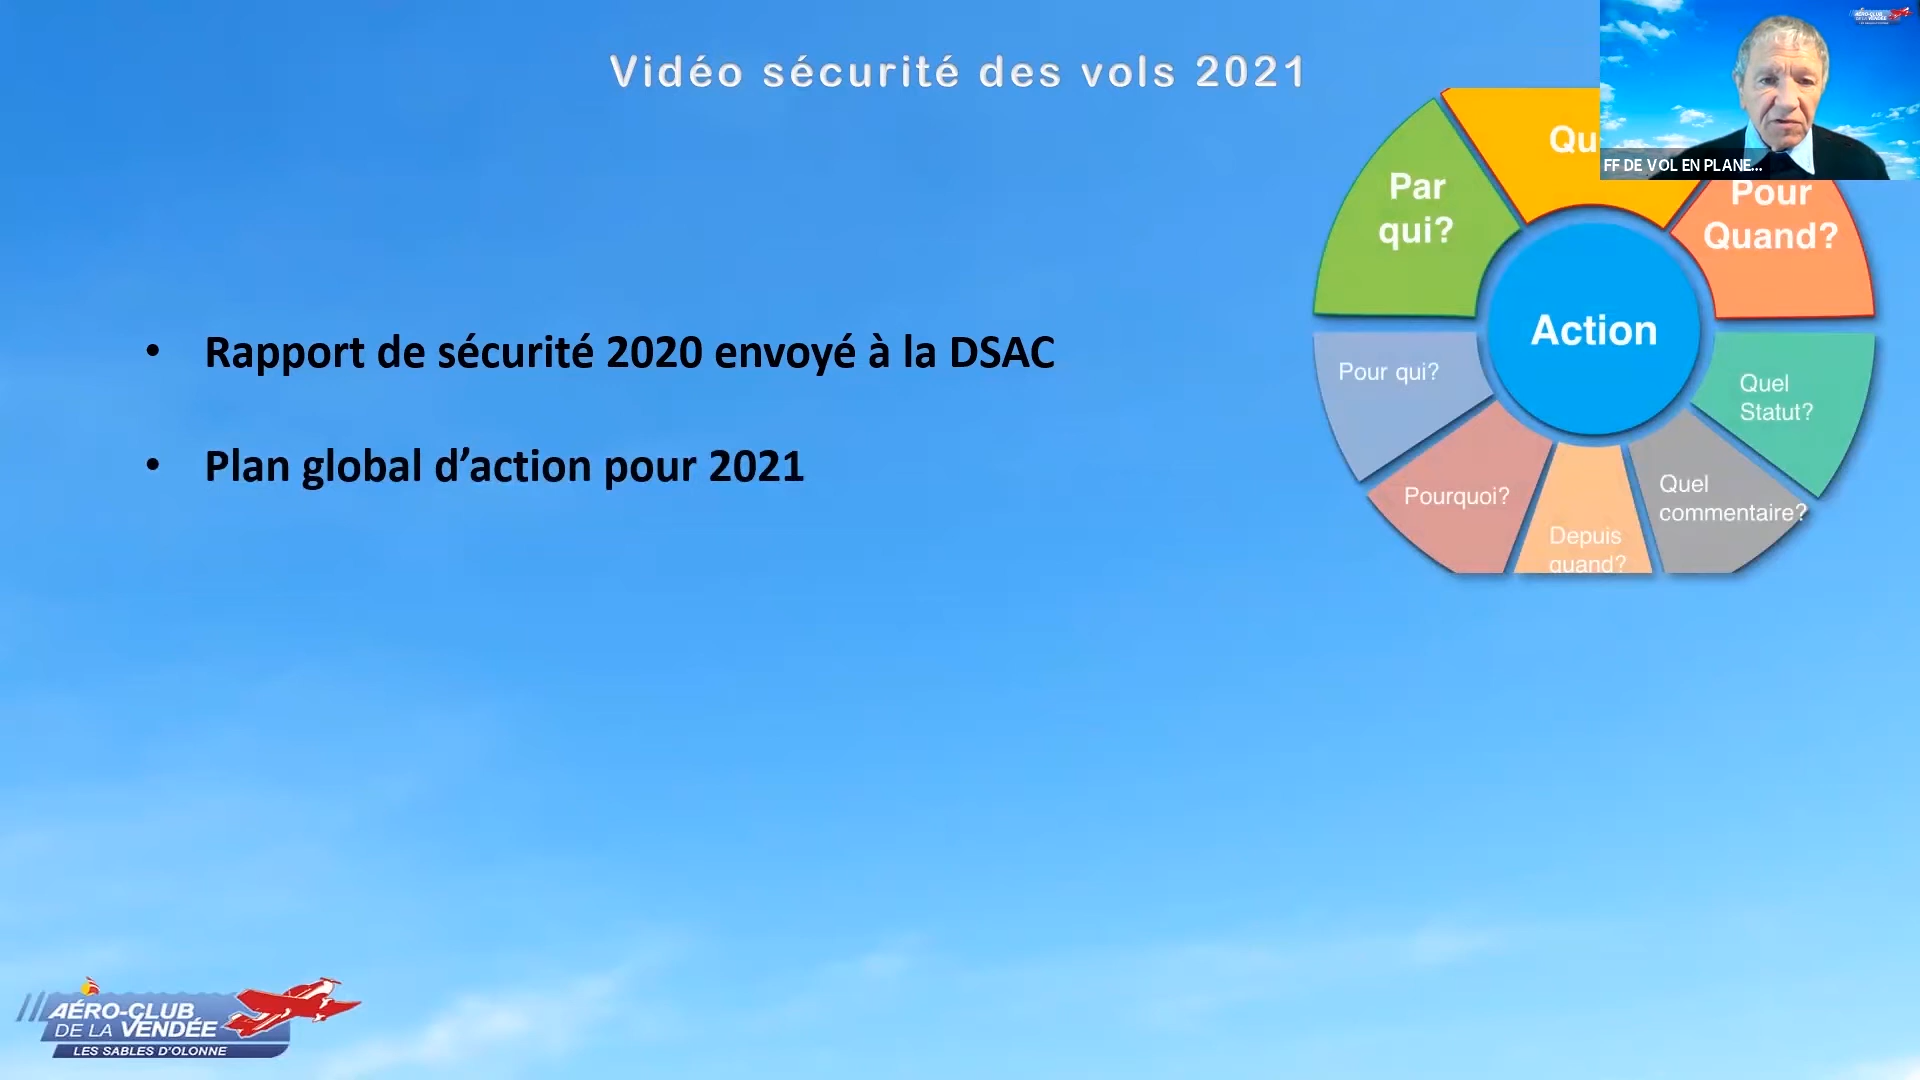 Vidéo sécurité des vols 2021
FF DE VOL EN PLANE...
Rapport de sécurité 2020 envoyé à la DSAC
Plan global d’action pour 2021
Par
qui?
Qu
Pour
Quand?
Action
Pour qui?
Quel
Statut?
Pourquoi?
Depuis
quand?
Quel
commentaire?
AÉRO-CLUB
DE LA VENDÉE
LES SABLES D'OLONNE